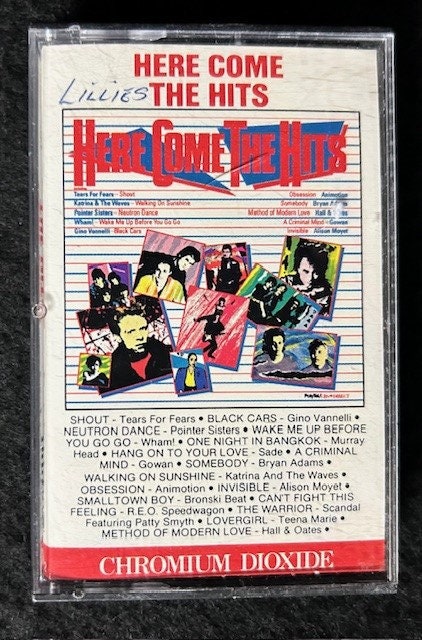 HERE COME
LILLIES THE HITS
HERE COME THE HITS
Tears For Fears - Shout
Katrina & The Waves - Walking On Sunshine
Pointer Sisters - Neutron Dance
Wham! - Wake Me Up Before You Go Go
Gino Vannelli - Black Cars
Obsession Animotion
Somebody Bryan
Method of Modern Love Hall &
A Criminal Mind - Gowan
Invisible Alison Moyet
SHOUT - Tears For Fears • BLACK CARS - Gino Vannelli •
NEUTRON DANCE - Pointer Sisters • WAKE ME UP BEFORE
YOU GO GO - Wham! • ONE NIGHT IN BANGKOK - Murray
Head • HANG ON TO YOUR LOVE - Sade • A CRIMINAL
MIND - Gowan • SOMEBODY - Bryan Adams •
WALKING ON SUNSHINE - Katrina And The Waves •
OBSESSION - Animotion • INVISIBLE - Alison Moyet •
SMALLTOWN BOY - Bronski Beat • CAN'T FIGHT THIS
FEELING - R.E.O. Speedwagon • THE WARRIOR - Scandal
Featuring Patty Smyth • LOVERGIRL - Teena Marie •
METHOD OF MODERN LOVE - Hall & Oates •
CHROMIUM DIOXIDE